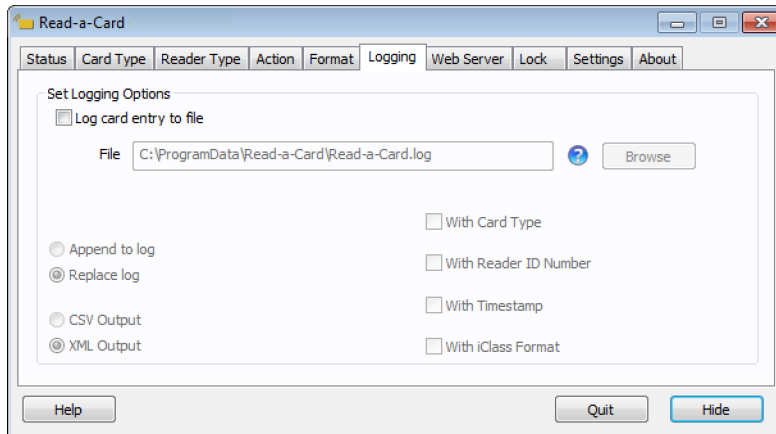 Read-a-Card
Status Card Type Reader Type Action Format Logging Web Server Lock Settings About
Set Logging Options
Log card entry to file
File C:\ProgramData\Read-a-Card\Read-a-Card.log ? Browse
With Card Type
Append to log
With Reader ID Number
Replace log
With Timestamp
CSV Output
XML Output
With iClass Format
Help Quit Hide